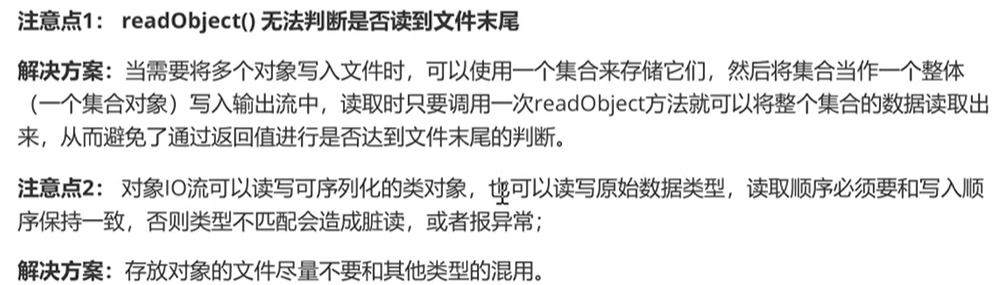 注意点1： readObject() 无法判断是否读到文件末尾
解决方案：当需要将多个对象写入文件时，可以使用一个集合来存储它们，然后将集合当作一个整体
（一个集合对象）写入输出流中，读取时只要调用一次readObject方法就可以将整个集合的数据读取出
来，从而避免了通过返回值进行是否达到文件末尾的判断。
注意点2： 对象IO流可以读写可序列化的类对象，也可以读写原始数据类型，读取顺序必须要和写入顺
序保持一致，否则类型不匹配会造成脏读，或者报异常；
解决方案：存放对象的文件尽量不要和其他类型的混用。